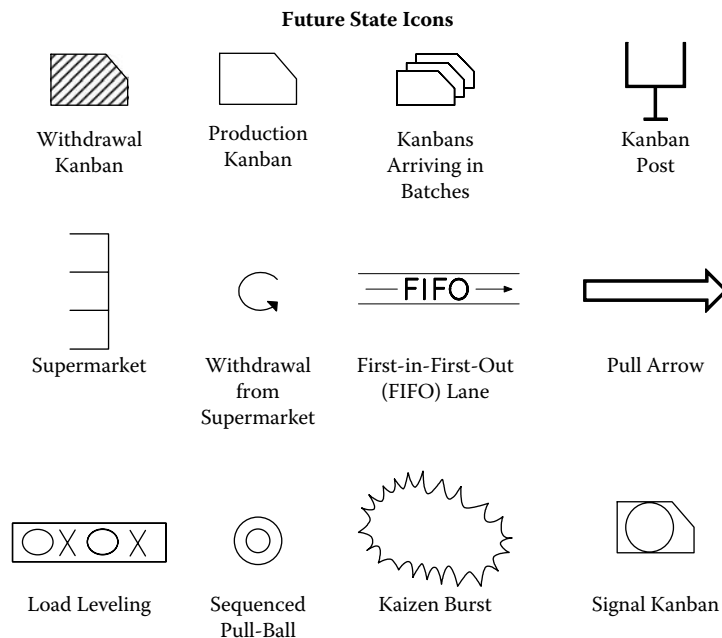 Future State Icons
Withdrawal
Kanban
Production
Kanban
Kanbans
Arriving in
Batches
Kanban
Post
FIFO
Supermarket
Withdrawal
from
Supermarket
First-in-First-Out
(FIFO) Lane
Pull Arrow
OXOX
Load Leveling
Sequenced
Pull-Ball
Kaizen Burst
Signal Kanban